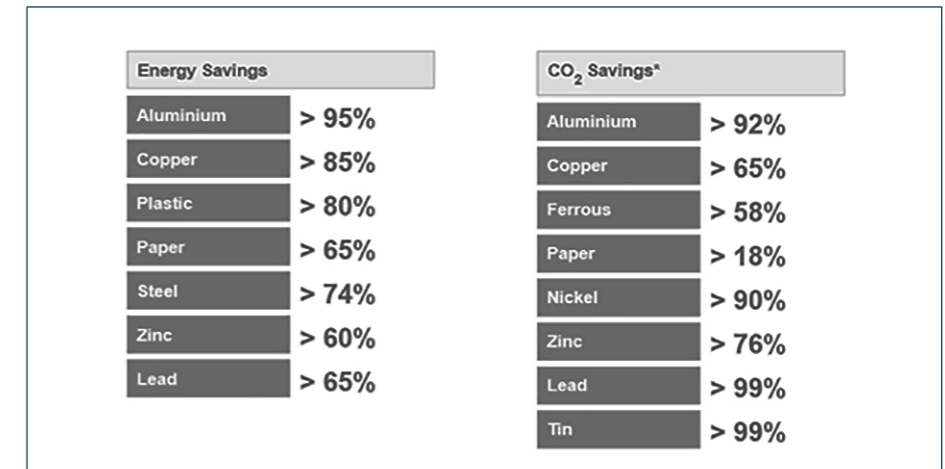 Energy Savings
Aluminium > 95%
Copper > 85%
Plastic > 80%
Paper > 65%
Steel > 74%
Zinc > 60%
Lead > 65%
CO₂ Savings*
Aluminium > 92%
Copper > 65%
Ferrous > 58%
Paper > 18%
Nickel > 90%
Zinc > 76%
Lead > 99%
Tin > 99%